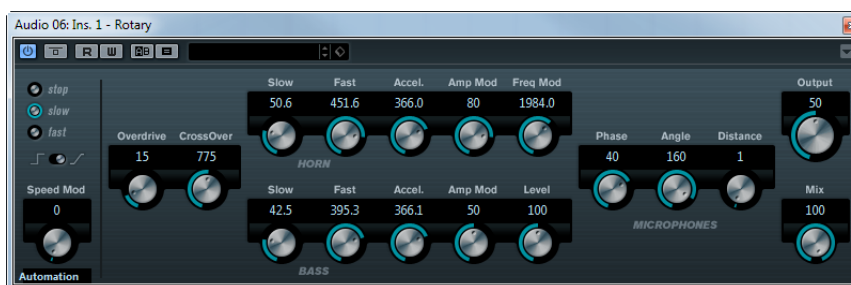 Audio 06: Ins. 1 - Rotary
R W
stop
slow
fast
Speed Mod
0
Automation
Overdrive CrossOver
15 775
Slow Fast Accel. Amp Mod Freq Mod
50.6 451.6 366.0 80 1984.0
HORN
Slow Fast Accel. Amp Mod Level
42.5 395.3 366.1 50 100
BASS
Phase Angle Distance
40 160 1
MICROPHONES
Output
50
Mix
100